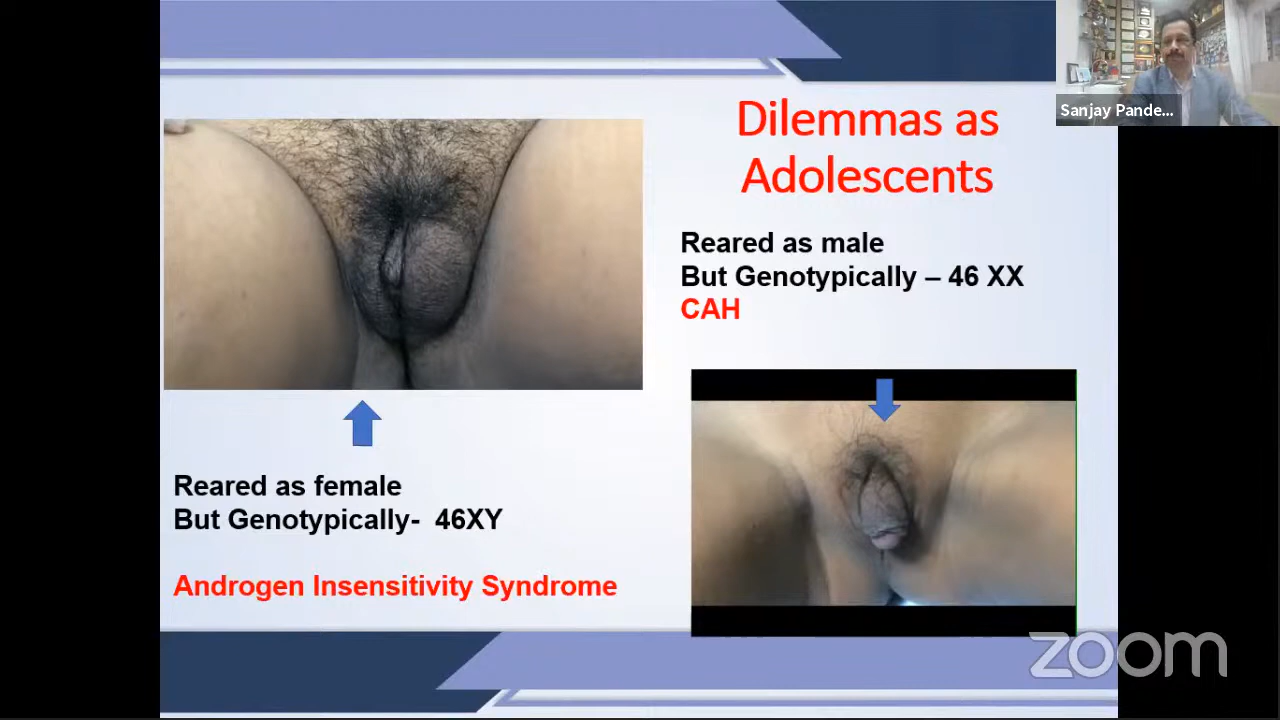 Sanjay Pande...
Dilemmas as
Adolescents
Reared as male
But Genotypically – 46 XX
CAH
Reared as female
But Genotypically- 46XY
Androgen Insensitivity Syndrome
zoom